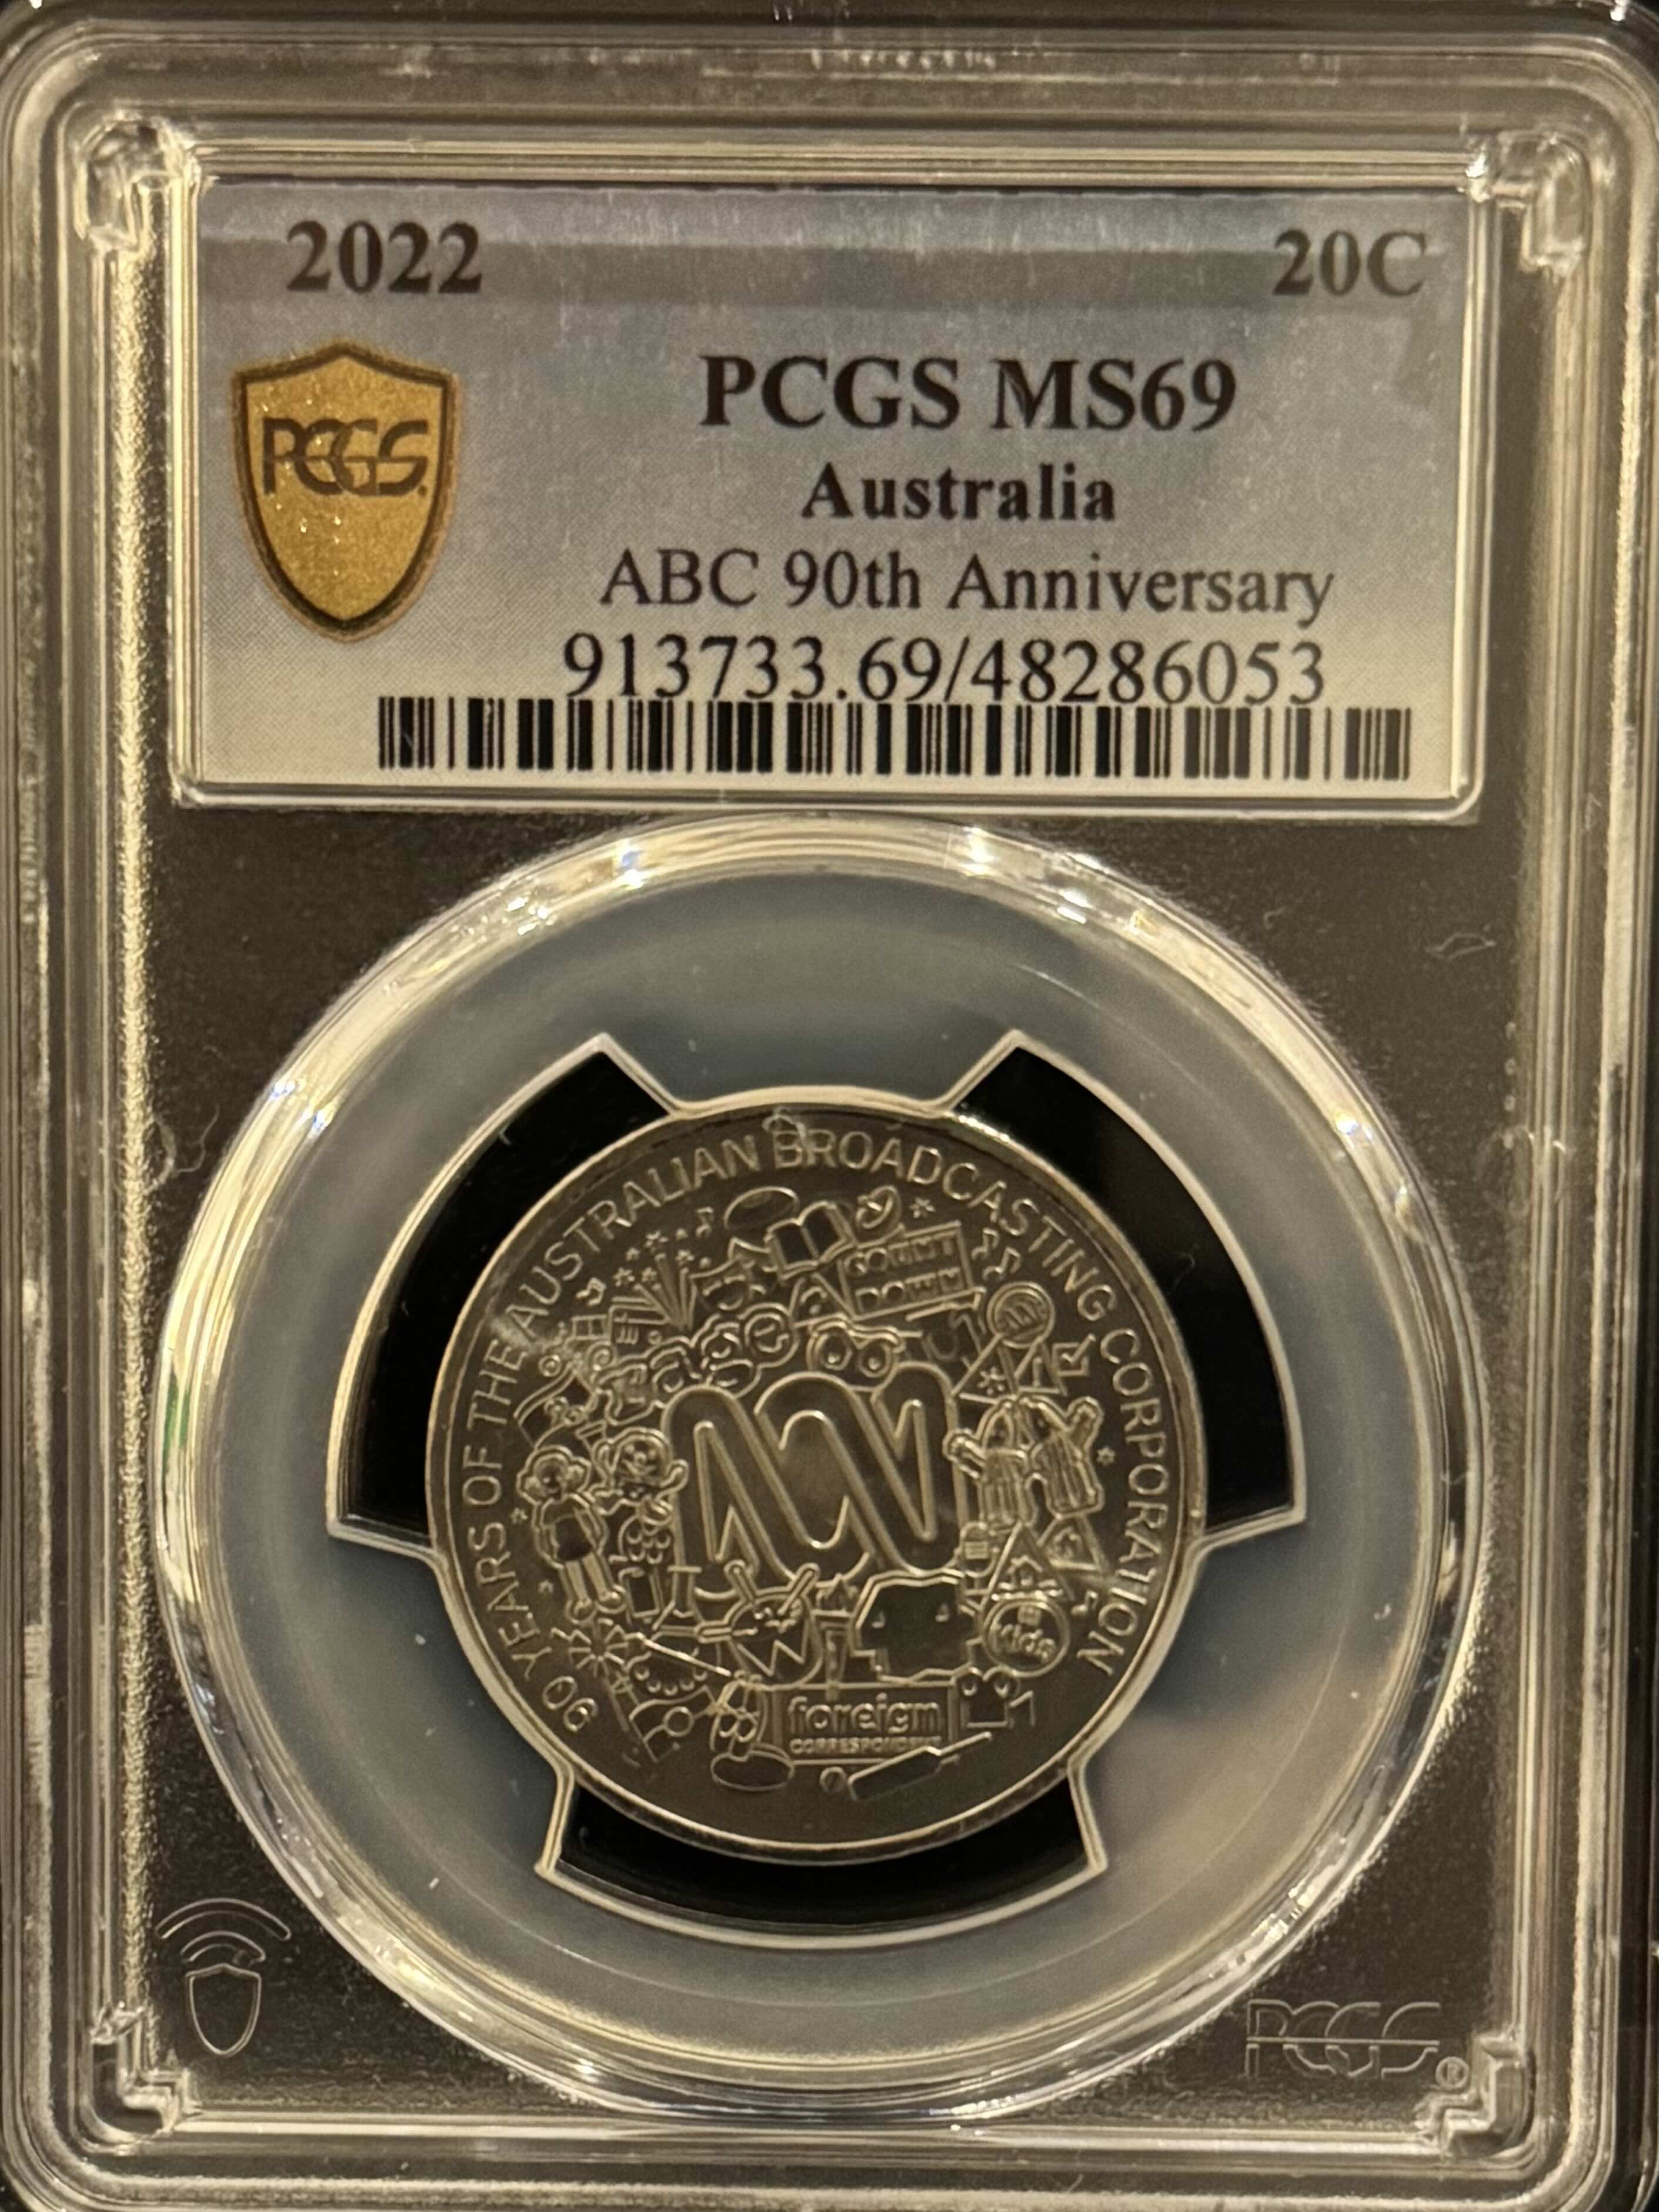 2022 20C
PCGS
PCGS MS69
Australia
ABC 90th Anniversary
913733.69/48286053
90 YEARS OF THE AUSTRALIAN BROADCASTING CORPORATION
COUNT
DOWN
rage
kids
foreign
CORRESPONDENT
PCGS®